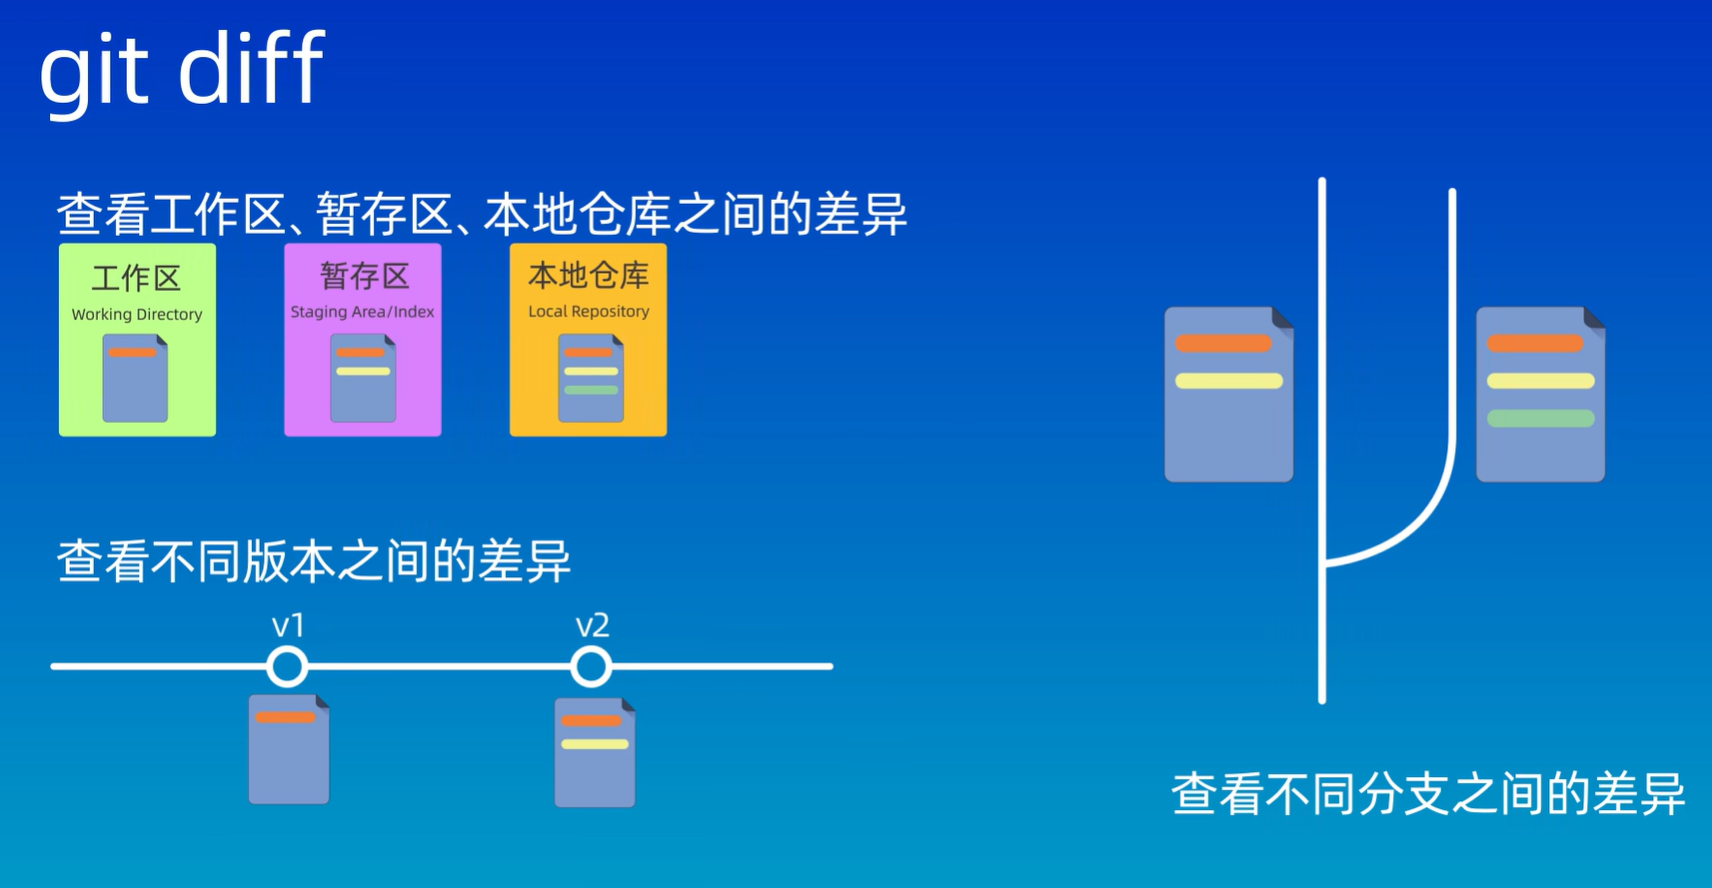 git diff
查看工作区、暂存区、本地仓库之间的差异
工作区
Working Directory
暂存区
Staging Area/Index
本地仓库
Local Repository
查看不同版本之间的差异
v1
v2
查看不同分支之间的差异